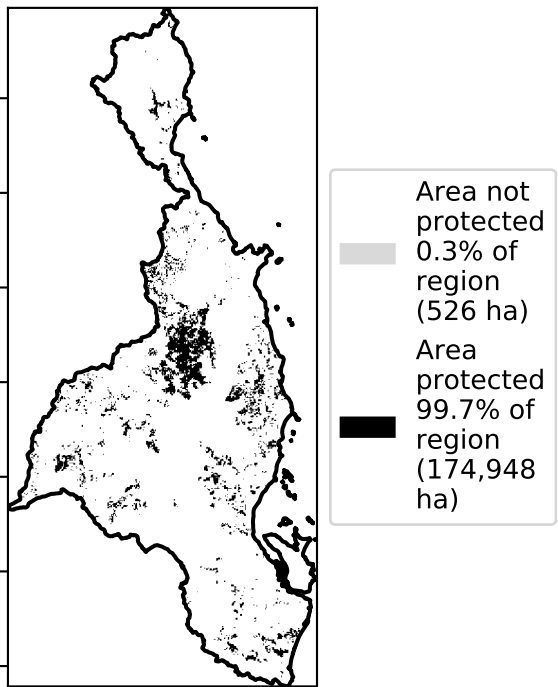 Area not
protected
0.3% of
region
(526 ha)
Area
protected
99.7% of
region
(174,948
ha)